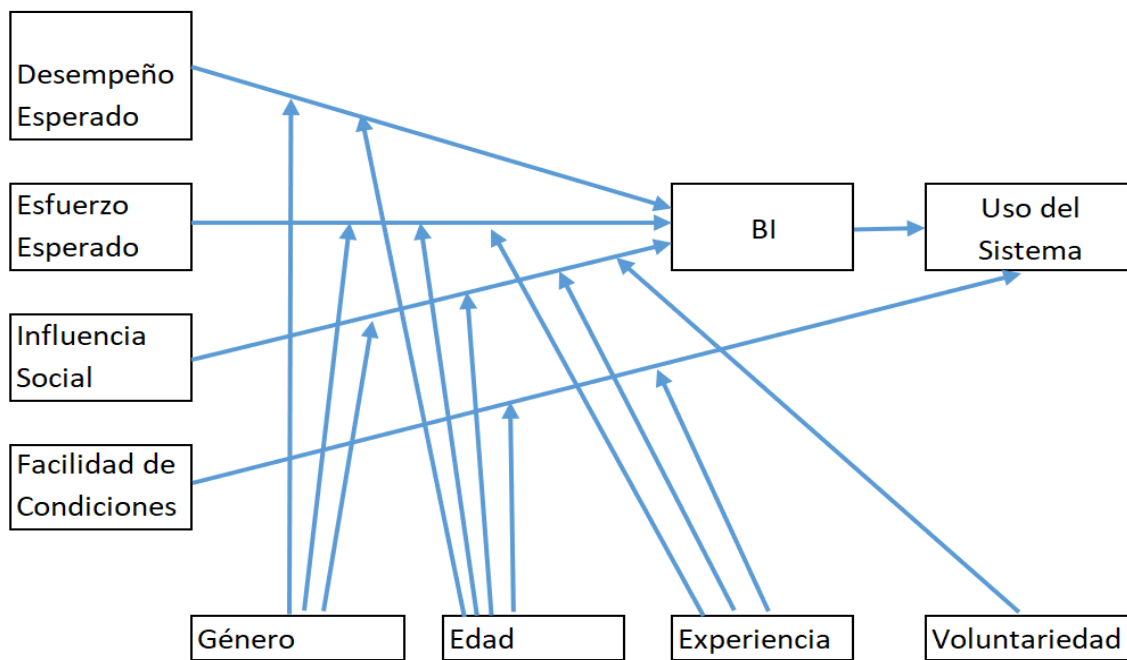 Desempeño
Esperado
Esfuerzo
Esperado
BI
Uso del
Sistema
Influencia
Social
Facilidad de
Condiciones
Género
Edad
Experiencia
Voluntariedad